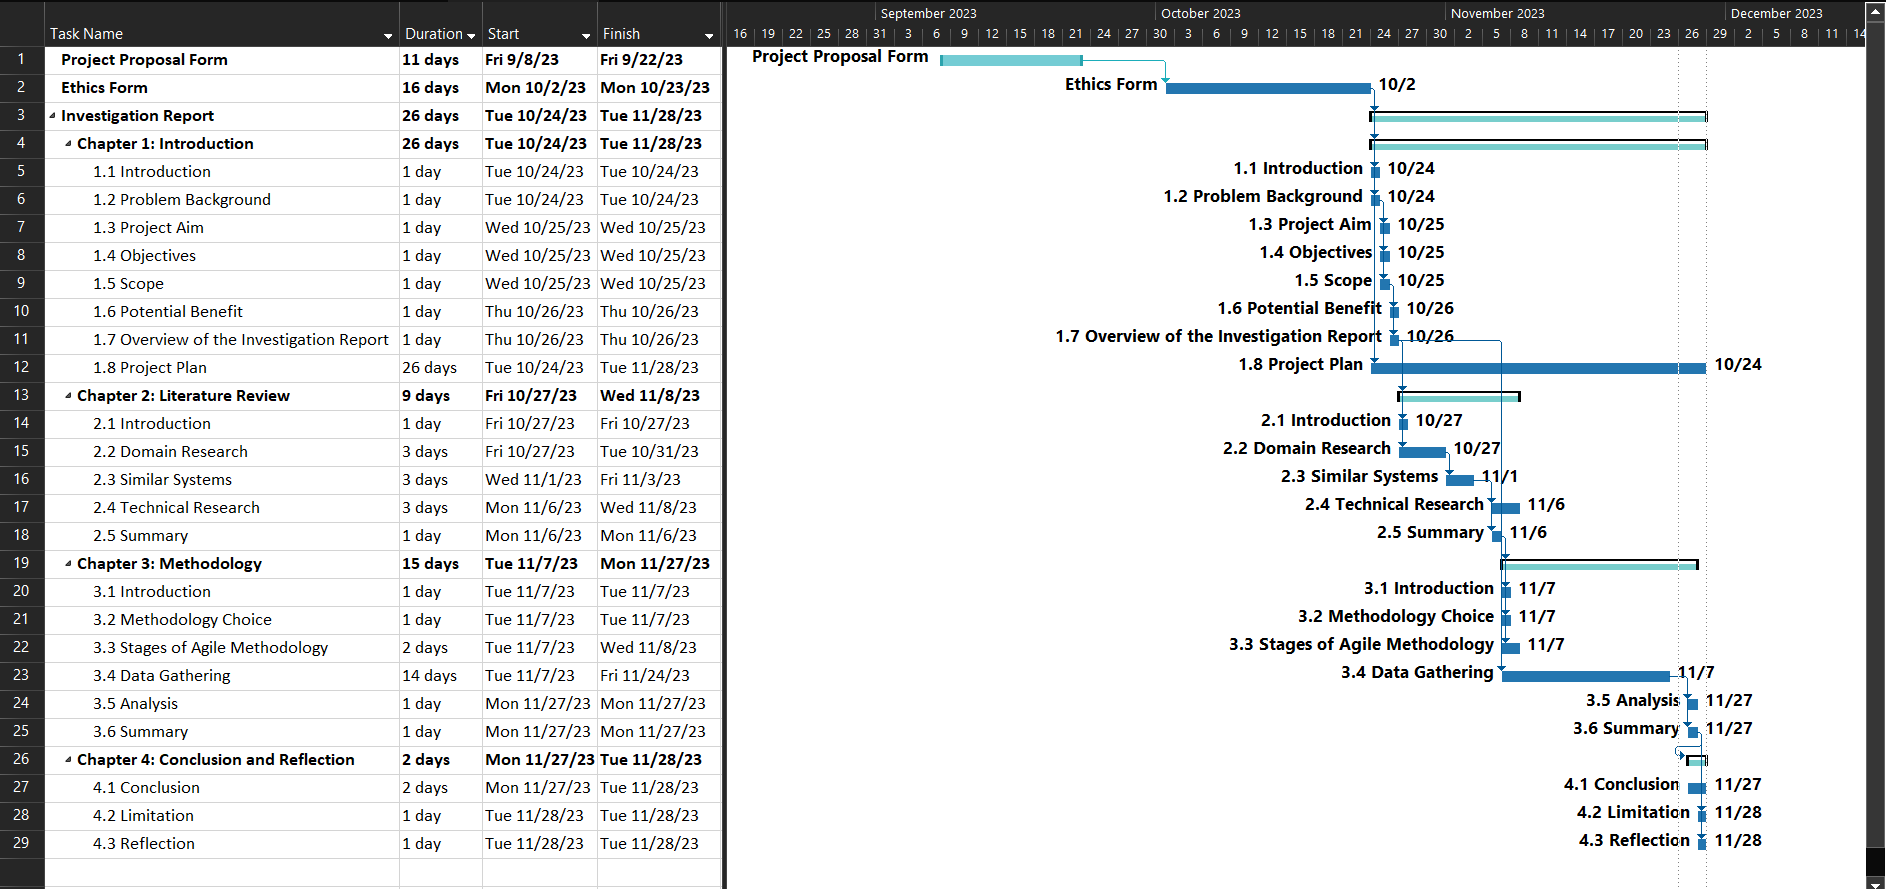 September 2023 October 2023 November 2023 December 2023
Task Name Duration Start Finish 16 19 22 25 28 31 3 6 9 12 15 18 21 24 27 30 3 6 9 12 15 18 21 24 27 30 2 5 8 11 14 17 20 23 26 29 2 5 8 11 14
1 Project Proposal Form 11 days Fri 9/8/23 Fri 9/22/23 Project Proposal Form
2 Ethics Form 16 days Mon 10/2/23 Mon 10/23/23 Ethics Form 10/2
3 Investigation Report 26 days Tue 10/24/23 Tue 11/28/23
4 Chapter 1: Introduction 26 days Tue 10/24/23 Tue 11/28/23
5 1.1 Introduction 1 day Tue 10/24/23 Tue 10/24/23 1.1 Introduction 10/24
6 1.2 Problem Background 1 day Tue 10/24/23 Tue 10/24/23 1.2 Problem Background 10/24
7 1.3 Project Aim 1 day Wed 10/25/23 Wed 10/25/23 1.3 Project Aim 10/25
8 1.4 Objectives 1 day Wed 10/25/23 Wed 10/25/23 1.4 Objectives 10/25
9 1.5 Scope 1 day Wed 10/25/23 Wed 10/25/23 1.5 Scope 10/25
10 1.6 Potential Benefit 1 day Thu 10/26/23 Thu 10/26/23 1.6 Potential Benefit 10/26
11 1.7 Overview of the Investigation Report 1 day Thu 10/26/23 Thu 10/26/23 1.7 Overview of the Investigation Report 10/26
12 1.8 Project Plan 26 days Tue 10/24/23 Tue 11/28/23 1.8 Project Plan 10/24
13 Chapter 2: Literature Review 9 days Fri 10/27/23 Wed 11/8/23
14 2.1 Introduction 1 day Fri 10/27/23 Fri 10/27/23 2.1 Introduction 10/27
15 2.2 Domain Research 3 days Fri 10/27/23 Tue 10/31/23 2.2 Domain Research 10/27
16 2.3 Similar Systems 3 days Wed 11/1/23 Fri 11/3/23 2.3 Similar Systems 11/1
17 2.4 Technical Research 3 days Mon 11/6/23 Wed 11/8/23 2.4 Technical Research 11/6
18 2.5 Summary 1 day Mon 11/6/23 Mon 11/6/23 2.5 Summary 11/6
19 Chapter 3: Methodology 15 days Tue 11/7/23 Mon 11/27/23
20 3.1 Introduction 1 day Tue 11/7/23 Tue 11/7/23 3.1 Introduction 11/7
21 3.2 Methodology Choice 1 day Tue 11/7/23 Tue 11/7/23 3.2 Methodology Choice 11/7
22 3.3 Stages of Agile Methodology 2 days Tue 11/7/23 Wed 11/8/23 3.3 Stages of Agile Methodology 11/7
23 3.4 Data Gathering 14 days Tue 11/7/23 Fri 11/24/23 3.4 Data Gathering 11/7
24 3.5 Analysis 1 day Mon 11/27/23 Mon 11/27/23 3.5 Analysis 11/27
25 3.6 Summary 1 day Mon 11/27/23 Mon 11/27/23 3.6 Summary 11/27
26 Chapter 4: Conclusion and Reflection 2 days Mon 11/27/23 Tue 11/28/23
27 4.1 Conclusion 2 days Mon 11/27/23 Tue 11/28/23 4.1 Conclusion 11/27
28 4.2 Limitation 1 day Tue 11/28/23 Tue 11/28/23 4.2 Limitation 11/28
29 4.3 Reflection 1 day Tue 11/28/23 Tue 11/28/23 4.3 Reflection 11/28